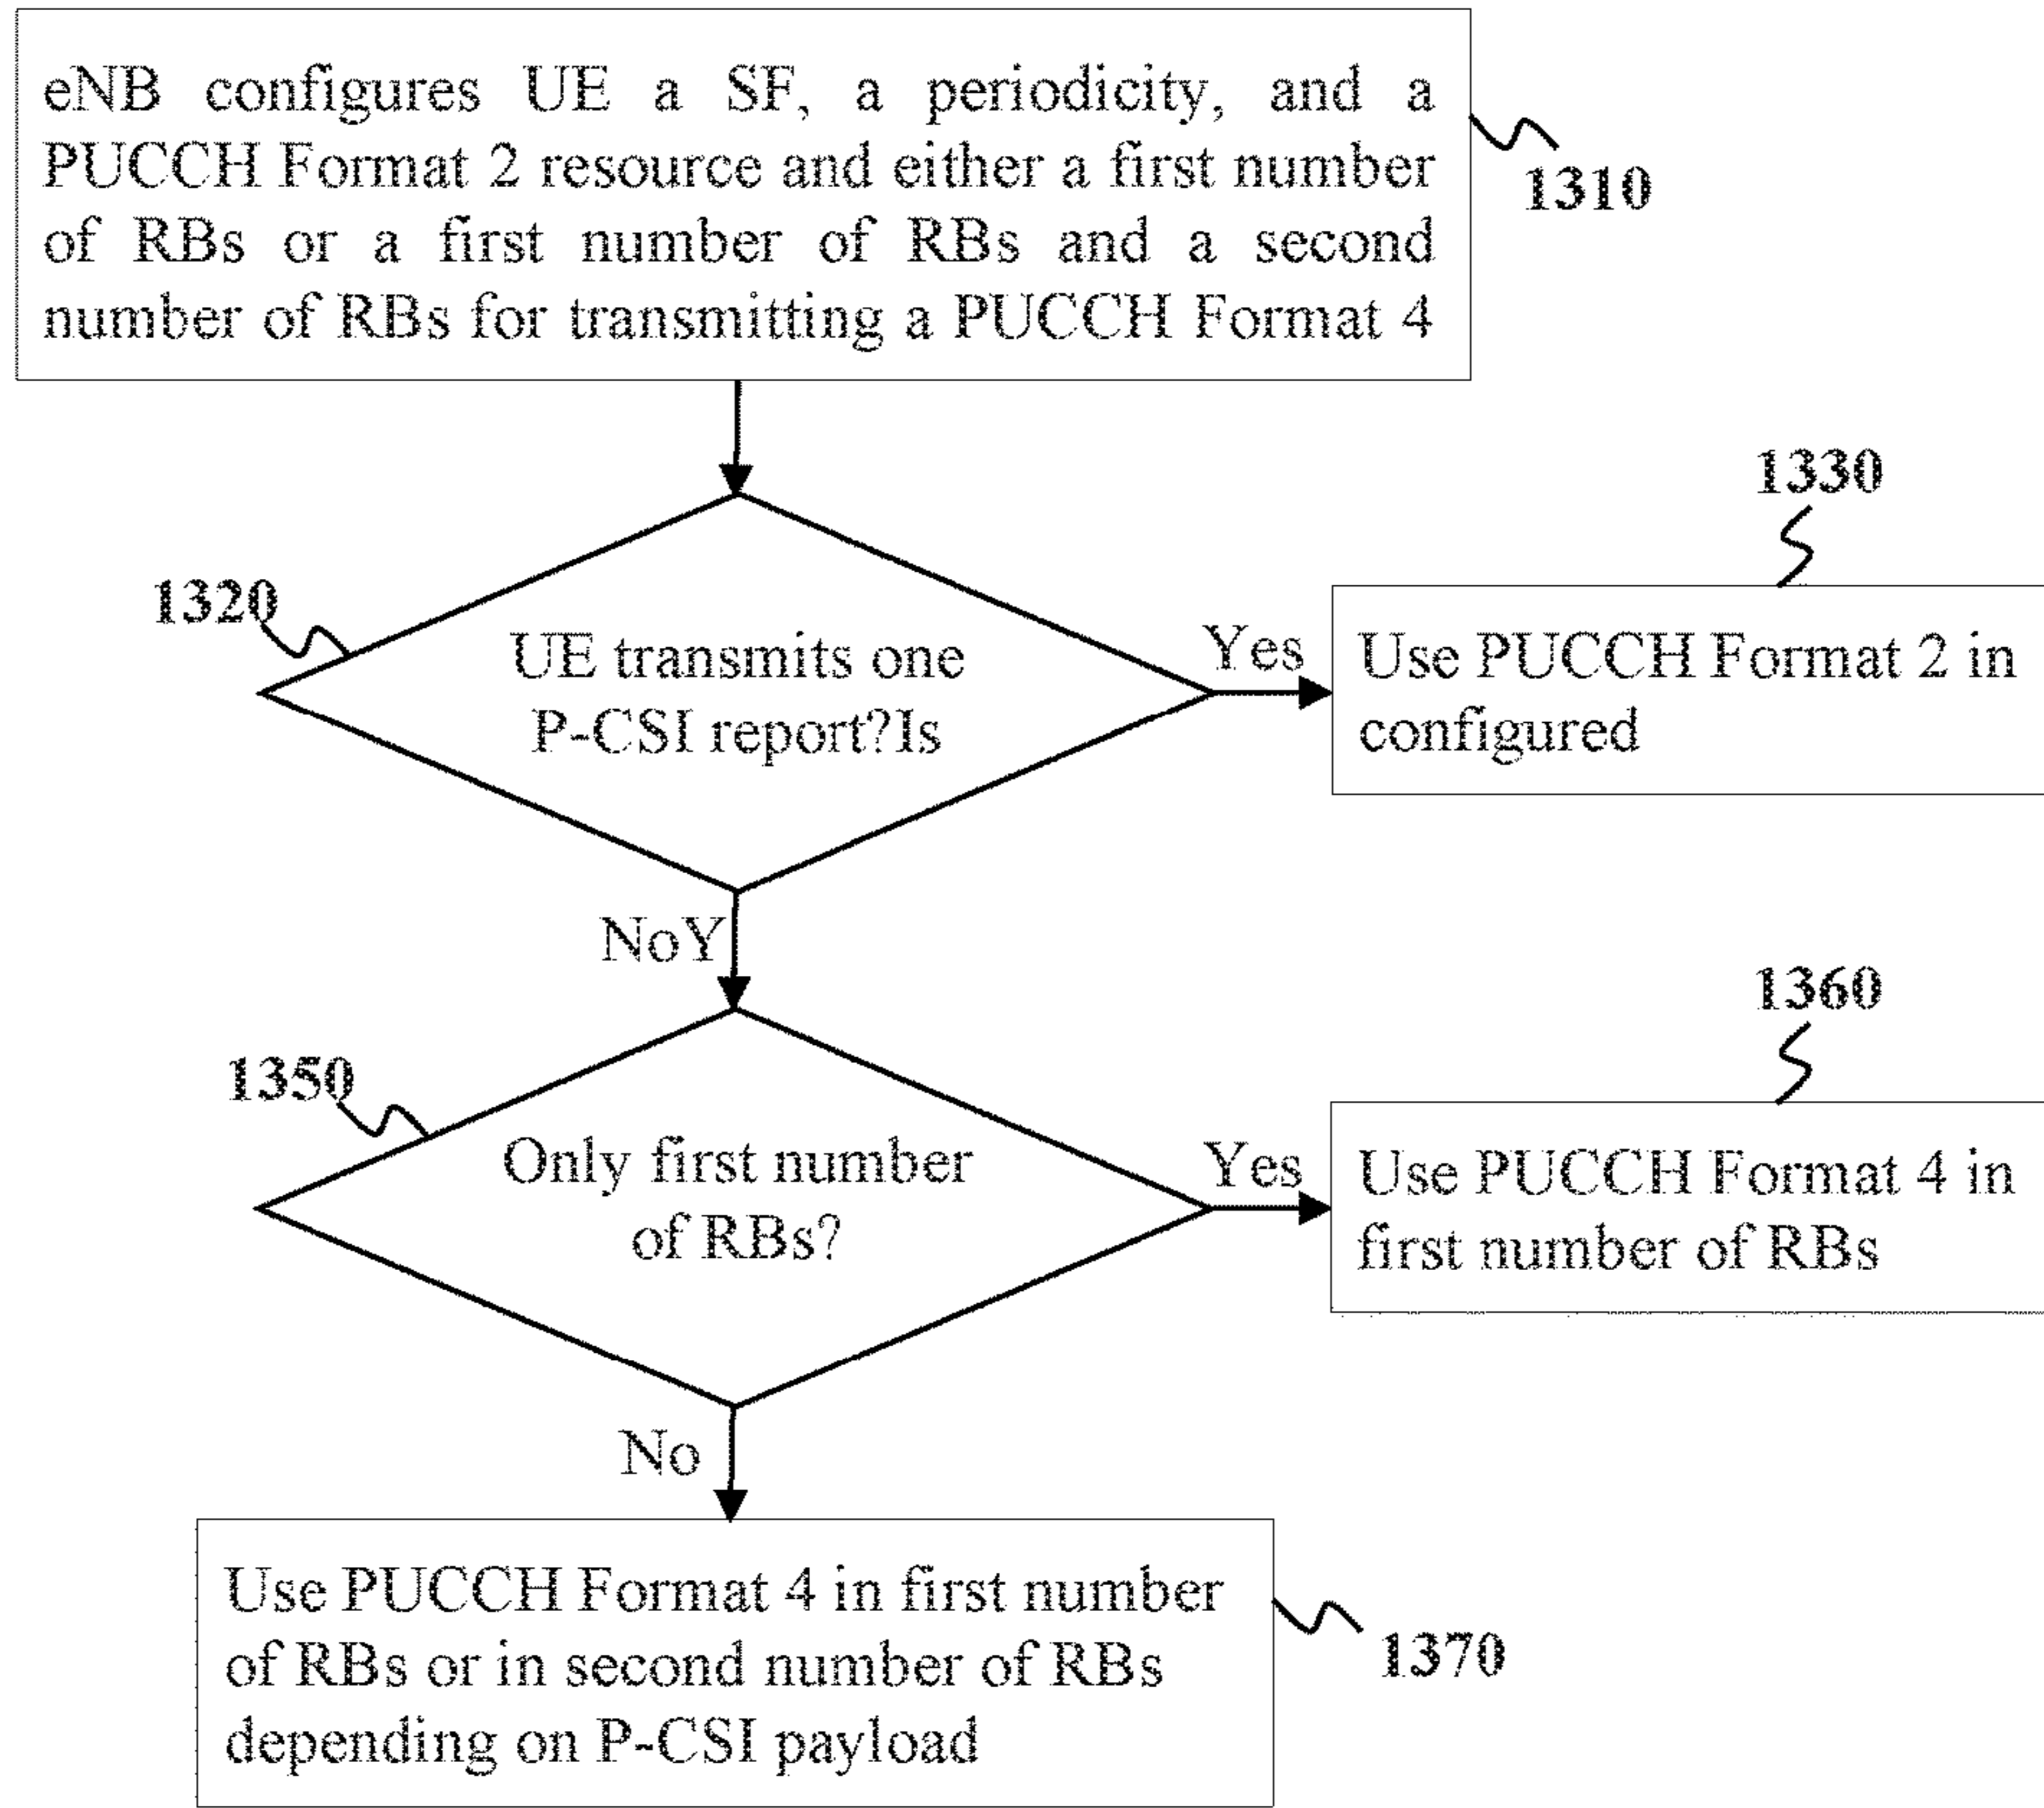 eNB configures UE a SF, a periodicity, and a
PUCCH Format 2 resource and either a first number
of RBs or a first number of RBs and a second
number of RBs for transmitting a PUCCH Format 4
1310
1320
UE transmits one
P-CSI report?Is
Yes
1330
Use PUCCH Format 2 in
configured
NoY
1350
Only first number
of RBs?
Yes
1360
Use PUCCH Format 4 in
first number of RBs
No
Use PUCCH Format 4 in first number
of RBs or in second number of RBs
depending on P-CSI payload
1370